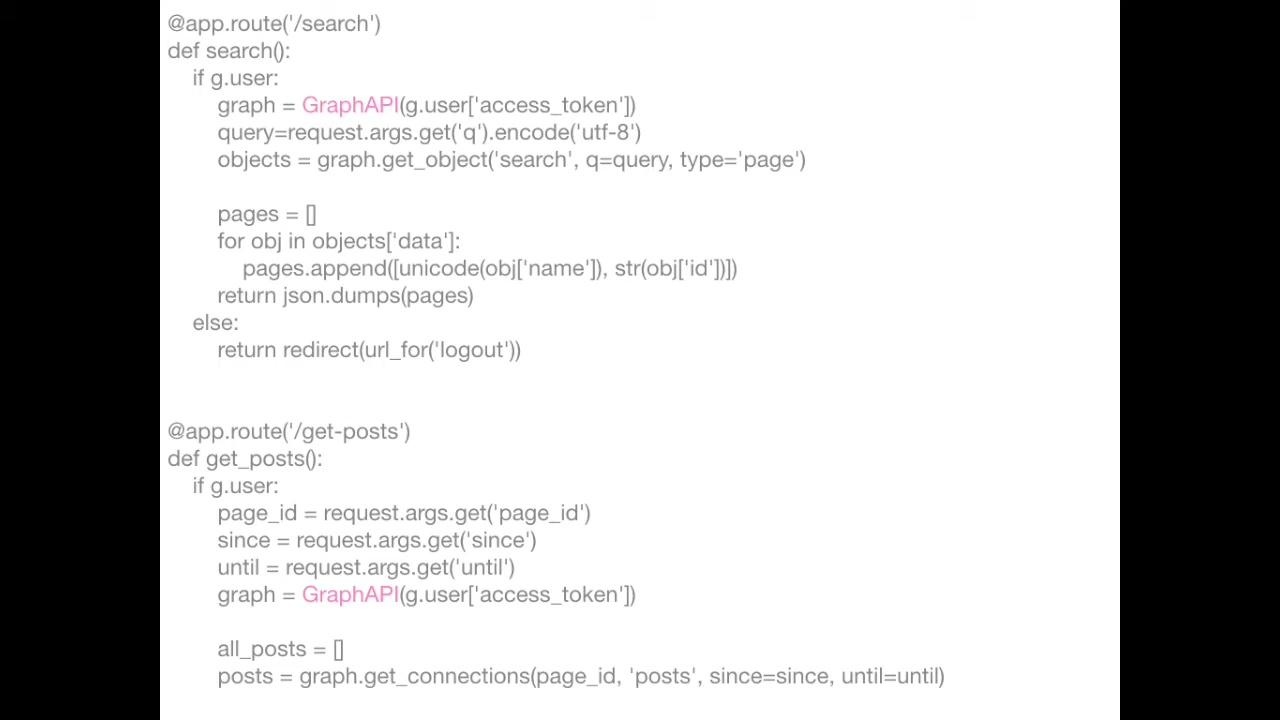 @app.route('/search')
def search():
if g.user:
graph = GraphAPI(g.user['access_token'])
query=request.args.get('q').encode('utf-8')
objects = graph.get_object('search', q=query, type='page')
pages = []
for obj in objects['data']:
pages.append([unicode(obj['name']), str(obj['id'])])
return json.dumps(pages)
else:
return redirect(url_for('logout'))
@app.route('/get-posts')
def get_posts():
if g.user:
page_id = request.args.get('page_id')
since = request.args.get('since')
until = request.args.get('until')
graph = GraphAPI(g.user['access_token'])
all_posts = []
posts = graph.get_connections(page_id, 'posts', since=since, until=until)